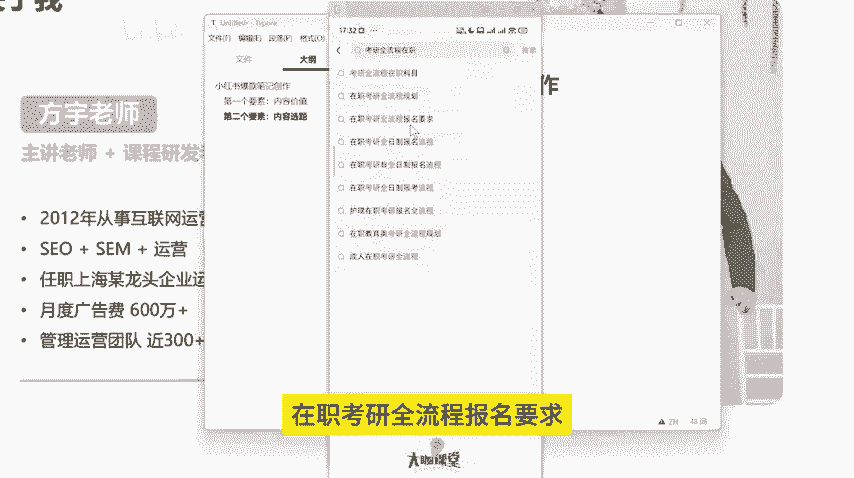 关于我
方宇老师
主讲老师 + 课程研发
• 2012年从事互联网运营
• SEO + SEM + 运营
• 任职上海某龙头企业运
• 月度广告费 600万+
• 管理运营团队 近300+
Untitled• - Typora
文件(F) 编辑(E) 段落(P) 格式(O)
文件 大纲
小红书爆款笔记创作
第一个要素：内容价值
第二个要素：内容选题
17:32
考研全流程在职
搜索
考研全流程在职科目
在职考研全流程规划
在职考研全流程报名要求
在职考研全日制报名流程
在职考研非全日制报名流程
在职考研全日制报考流程
护理在职考研报名全流程
在职教育类考研全流程规划
成人在职考研全流程
作
ZH 43 词
在职考研全流程报名要求
大咖课堂